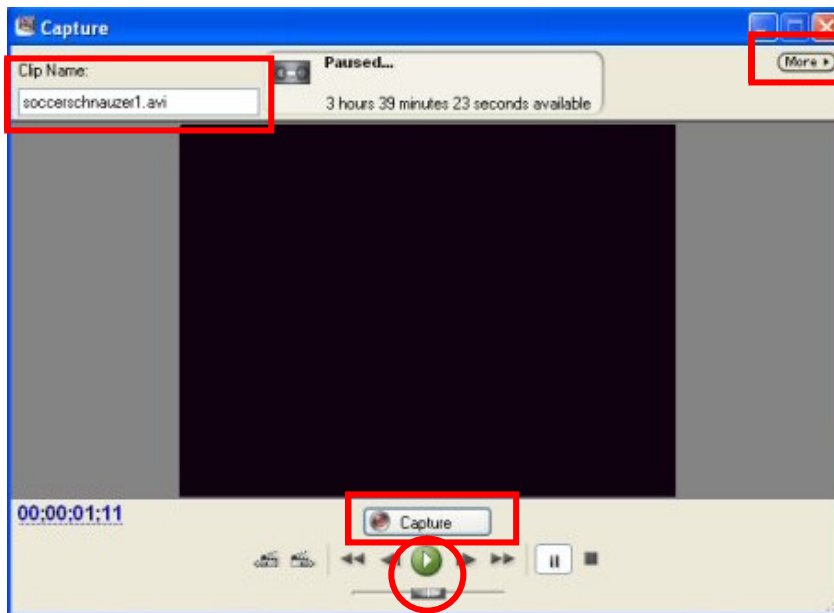 Capture
Clip Name:
soccerschnauzer1.avi
Paused...
3 hours 39 minutes 23 seconds available
More
00;00;01;11
Capture